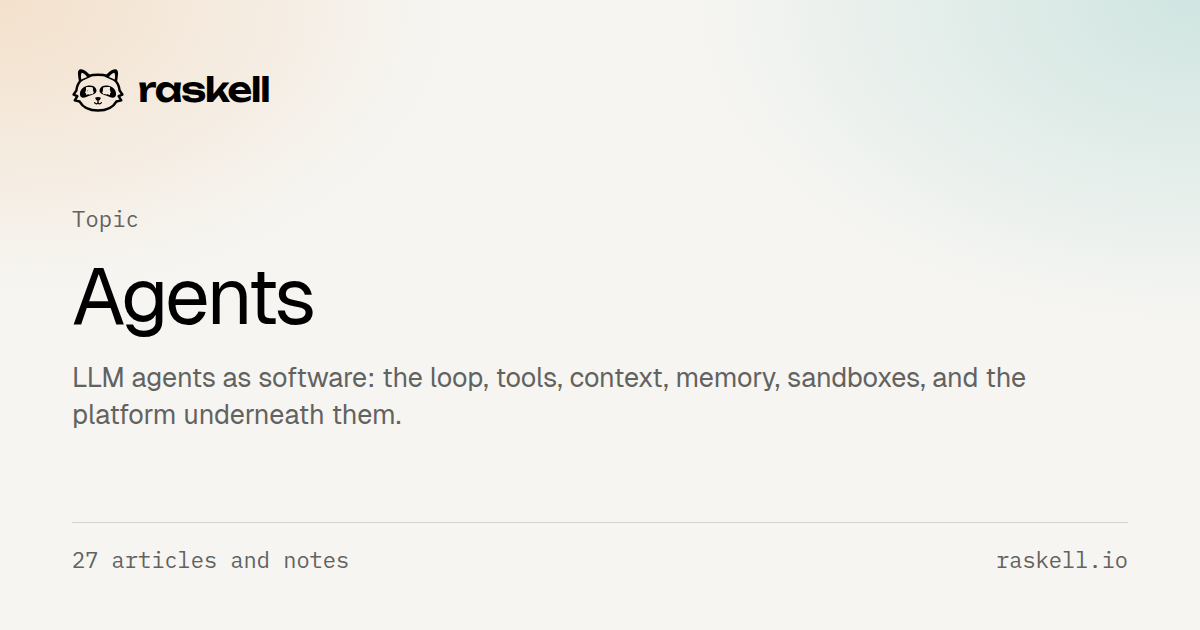 raskell
Topic
Agents
LLM agents as software: the loop, tools, context, memory, sandboxes, and the
platform underneath them.
27 articles and notes
raskell.io